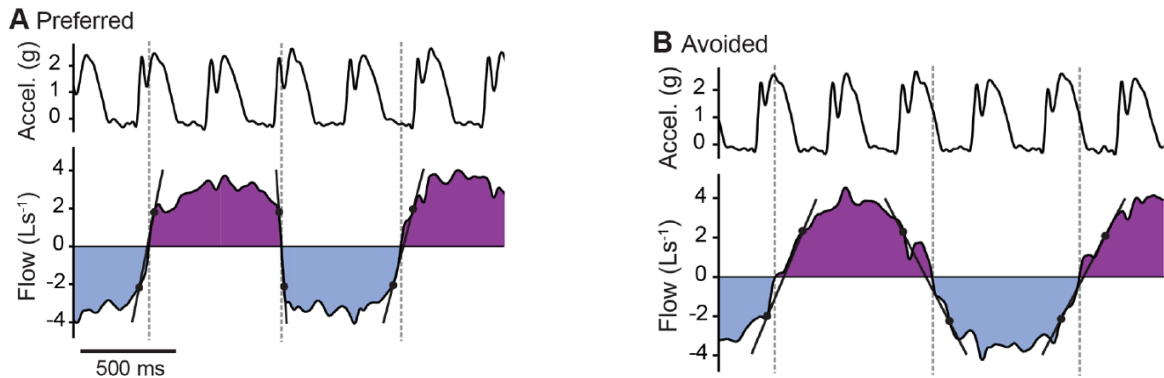 A Preferred
Accel. (g)
2
1
0
Flow (Ls⁻¹)
4
2
0
-2
-4
500 ms
B Avoided
Accel. (g)
2
1
0
Flow (Ls⁻¹)
4
2
0
-2
-4